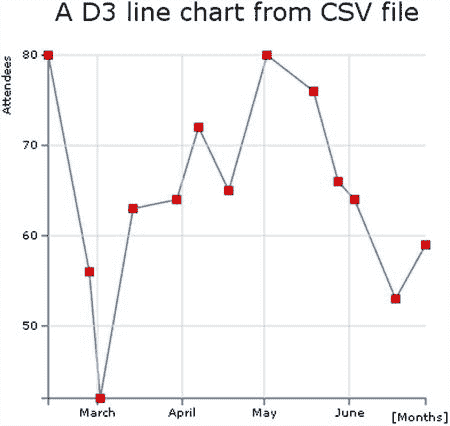 A D3 line chart from CSV file
Attendees
80
70
60
50
March April May June
[Months]